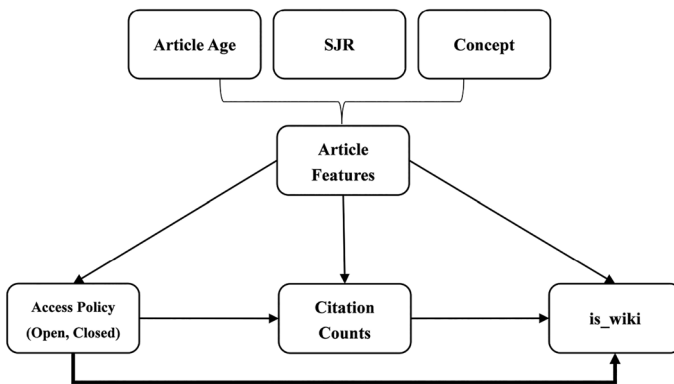 Article Age
SJR
Concept
Article
Features
Access Policy
(Open, Closed)
Citation
Counts
is_wiki